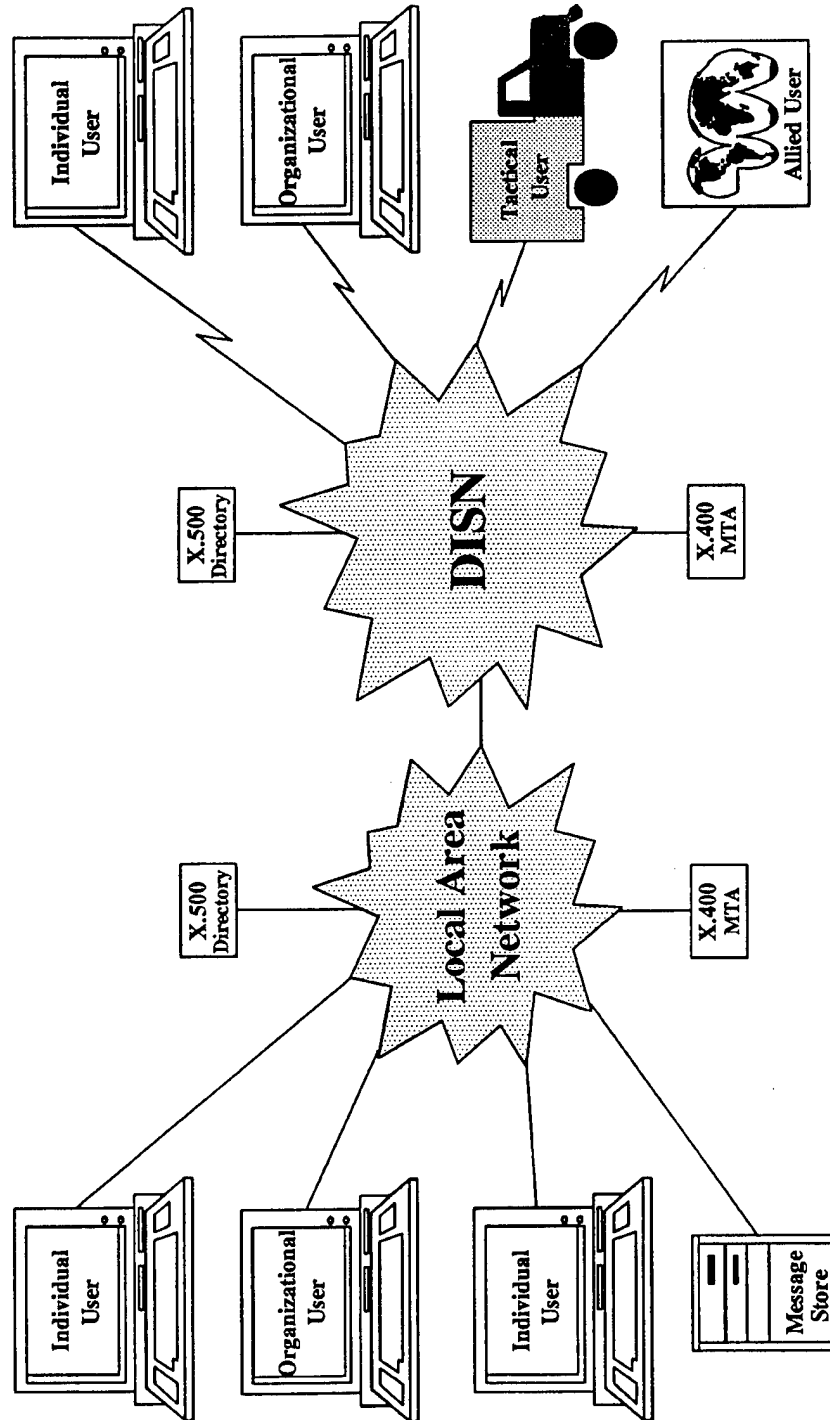 Individual
User
Organizational
User
Individual
User
Message
Store
X.500
Directory
Local Area
Network
X.400
MTA
X.500
Directory
DISN
X.400
MTA
Individual
User
Organizational
User
Tactical
User
Allied User